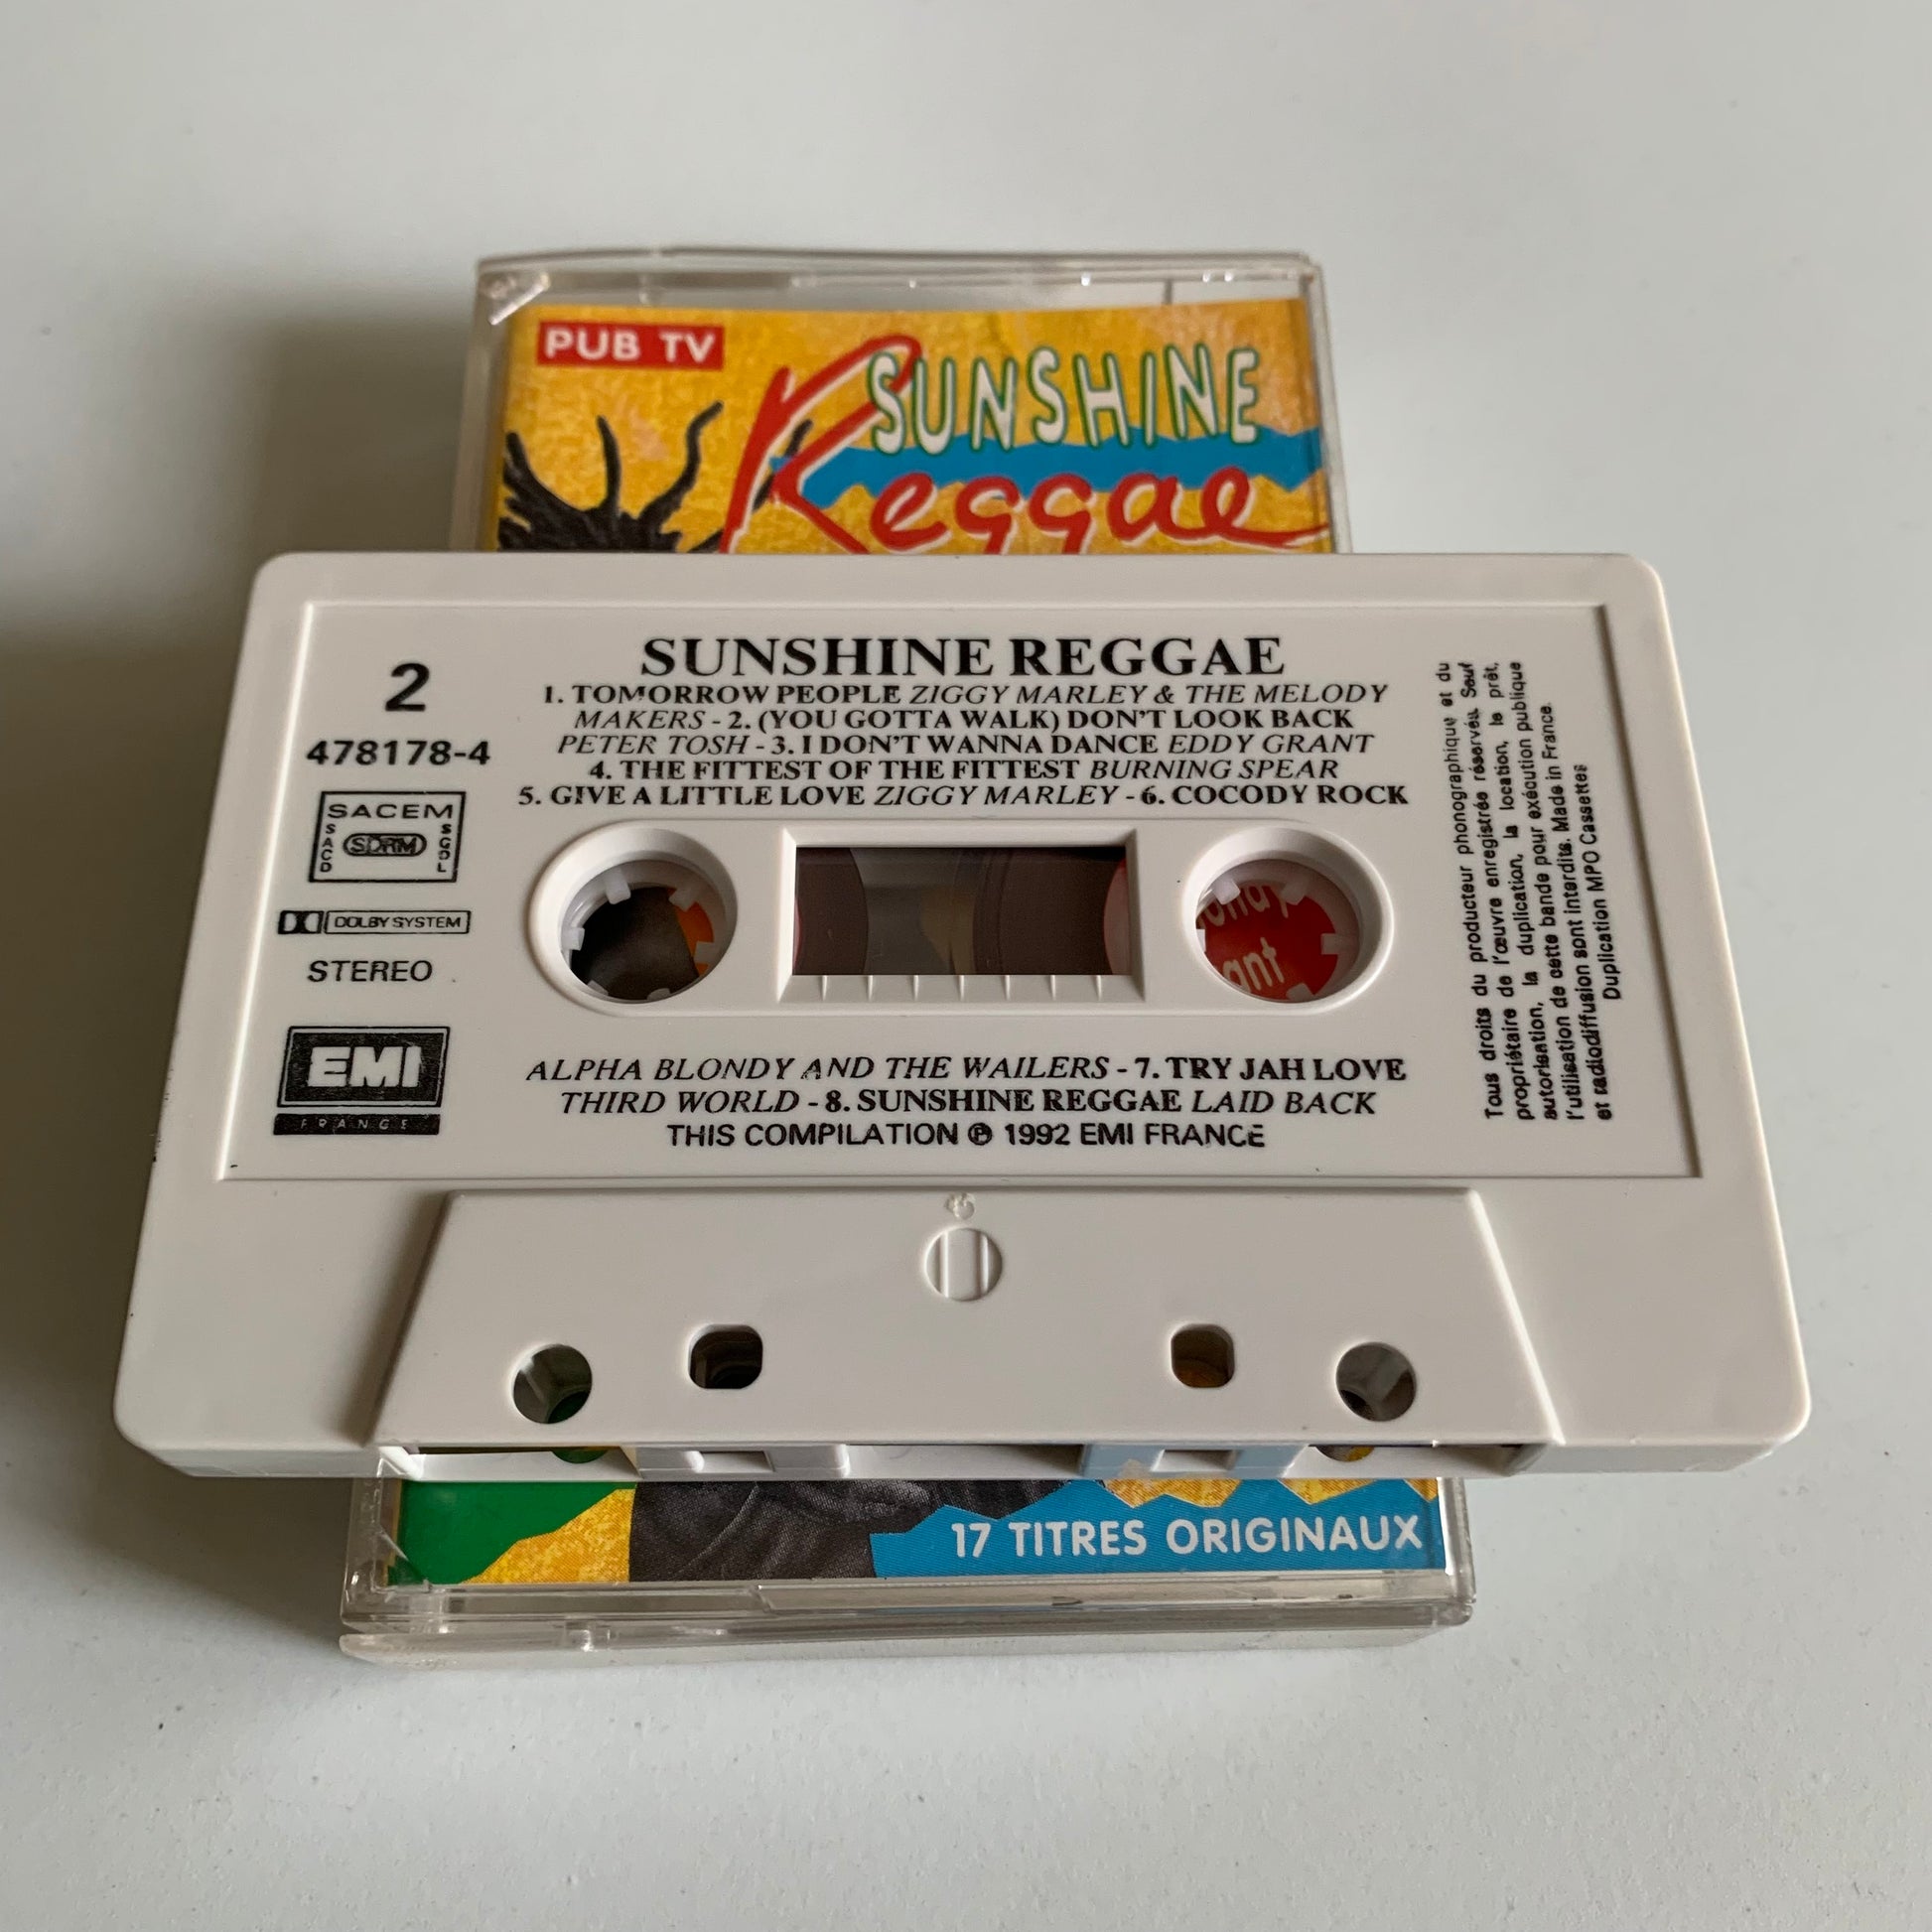 PUB TV
SUNSHINE
Reggae
2
478178-4
SACEM
SACD
SDRM
SGDL
DOLBY SYSTEM
STEREO
EMI
FRANCE
SUNSHINE REGGAE
1. TOMORROW PEOPLE ZIGGY MARLEY & THE MELODY
MAKERS - 2. (YOU GOTTA WALK) DON'T LOOK BACK
PETER TOSH - 3. I DON'T WANNA DANCE EDDY GRANT
4. THE FITTEST OF THE FITTEST BURNING SPEAR
5. GIVE A LITTLE LOVE ZIGGY MARLEY - 6. COCODY ROCK
ALPHA BLONDY AND THE WAILERS - 7. TRY JAH LOVE
THIRD WORLD - 8. SUNSHINE REGGAE LAID BACK
THIS COMPILATION ℗ 1992 EMI FRANCE
Tous droits du producteur phonographique et du
propriétaire de l'œuvre enregistrée réservés. Sauf
autorisation, la duplication, la location, le prêt,
l'utilisation de cette bande pour exécution publique
et radiodiffusion sont interdits. Made in France.
Duplication MPO Cassettes
17 TITRES ORIGINAUX